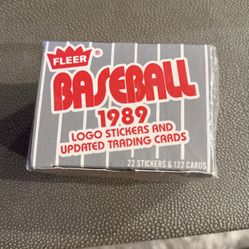 FLEER
BASEBALL
1989
LOGO STICKERS AND
UPDATED TRADING CARDS
22 STICKERS & 132 CARDS